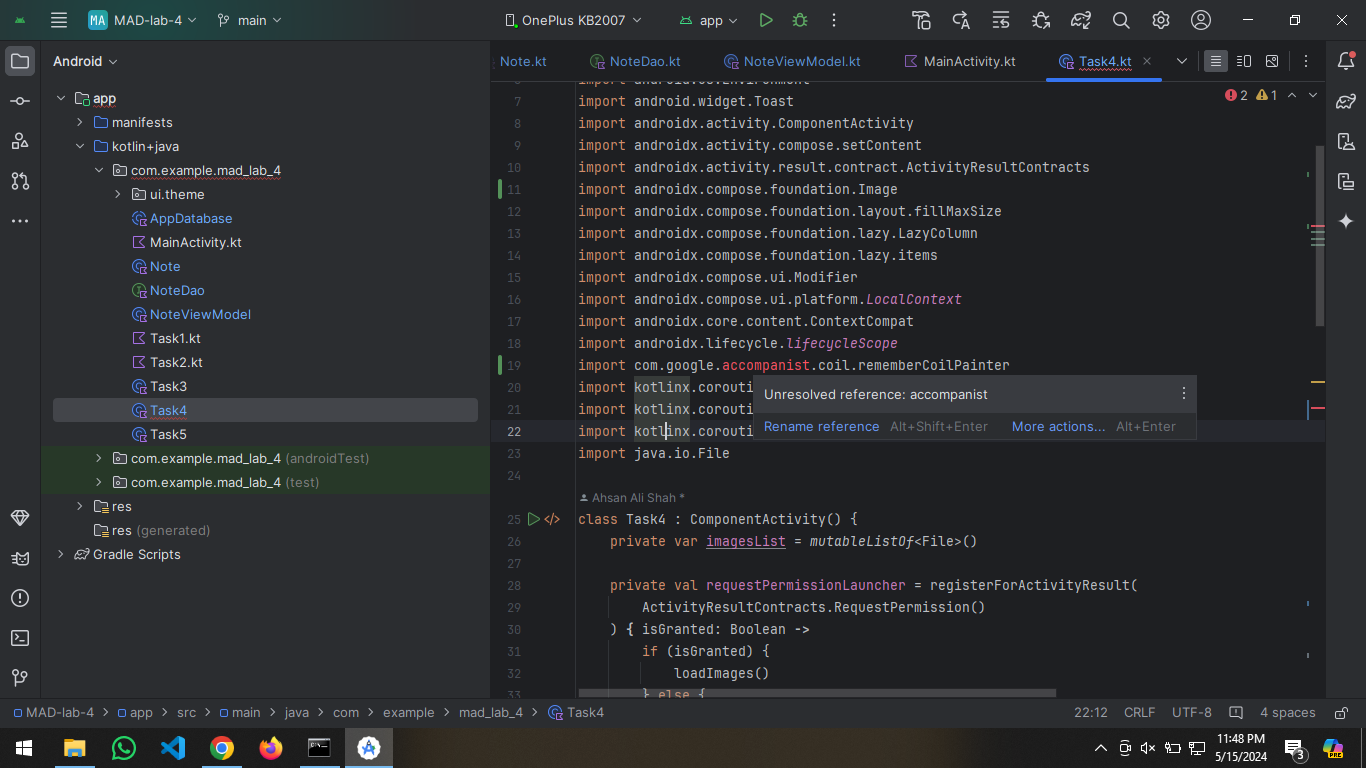 MA MAD-lab-4 main OnePlus KB2007 app
Android
Note.kt NoteDao.kt NoteViewModel.kt MainActivity.kt Task4.kt
2 1
app
manifests
kotlin+java
com.example.mad_lab_4
ui.theme
AppDatabase
MainActivity.kt
Note
NoteDao
NoteViewModel
Task1.kt
Task2.kt
Task3
Task4
Task5
com.example.mad_lab_4 (androidTest)
com.example.mad_lab_4 (test)
res
res (generated)
Gradle Scripts
7 import android.widget.Toast
8 import androidx.activity.ComponentActivity
9 import androidx.activity.compose.setContent
10 import androidx.activity.result.contract.ActivityResultContracts
11 import androidx.compose.foundation.Image
12 import androidx.compose.foundation.layout.fillMaxSize
13 import androidx.compose.foundation.lazy.LazyColumn
14 import androidx.compose.foundation.lazy.items
15 import androidx.compose.ui.Modifier
16 import androidx.compose.ui.platform.LocalContext
17 import androidx.core.content.ContextCompat
18 import androidx.lifecycle.lifecycleScope
19 import com.google.accompanist.coil.rememberCoilPainter
20 import kotlinx.corouti
21 import kotlinx.corouti
22 import kotlinx.corouti
23 import java.io.File
24
Unresolved reference: accompanist
Rename reference Alt+Shift+Enter More actions... Alt+Enter
Ahsan Ali Shah *
25 class Task4 : ComponentActivity() {
26 private var imagesList = mutableListOf<File>()
27
28 private val requestPermissionLauncher = registerForActivityResult(
29 ActivityResultContracts.RequestPermission()
30 ) { isGranted: Boolean ->
31 if (isGranted) {
32 loadImages()
33 } else {
MAD-lab-4 > app > src > main > java > com > example > mad_lab_4 > Task4
22:12 CRLF UTF-8 4 spaces
11:48 PM
5/15/2024
3
PRE